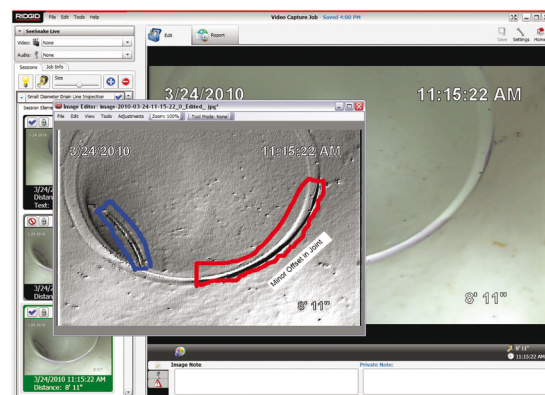 RIDGID File Edit Tools Help
Video Capture Job - Saved 4:00 PM
SeeSnake Live
Video: None
Audio: None
Sessions Job Info
Size
Edit
Report
Save Settings Home
Small Diameter Drain Line Inspection
Session Eleme
3/24/2010 11:15:22 AM
8' 11"
Image Editor: image-2010-03-24-11-15-22_0_Edited_.jpg*
File Edit View Tools Adjustments Zoom: 100% Tool Mode: None
3/24/2010 11:15:22 AM
Minor Offset in Joint
8' 11"
3/24/2
Distan
Text:
3/24/2
Distan
3/24/2010 11:15:22 AM
Distance: 8' 11"
8' 11"
11:15:22 AM
Image Note
Private Note: